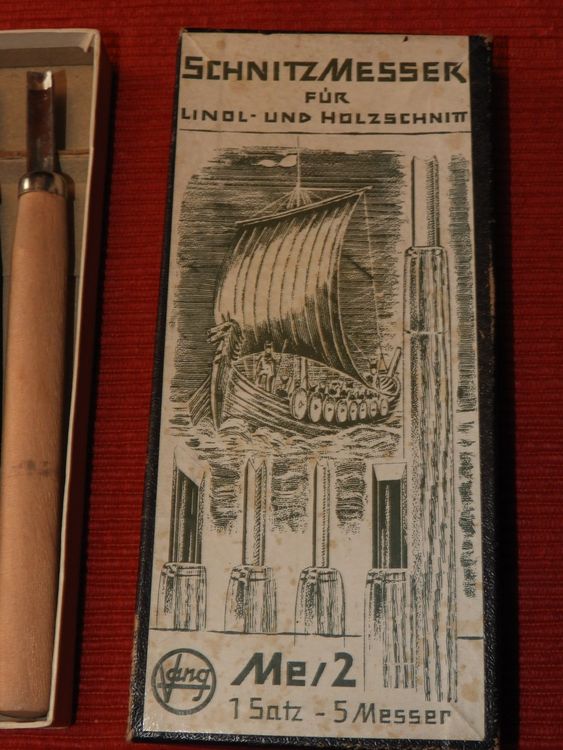 SCHNITZMESSER
FÜR
LINOL- UND HOLZSCHNITT
Me/2
1 Satz - 5 Messer